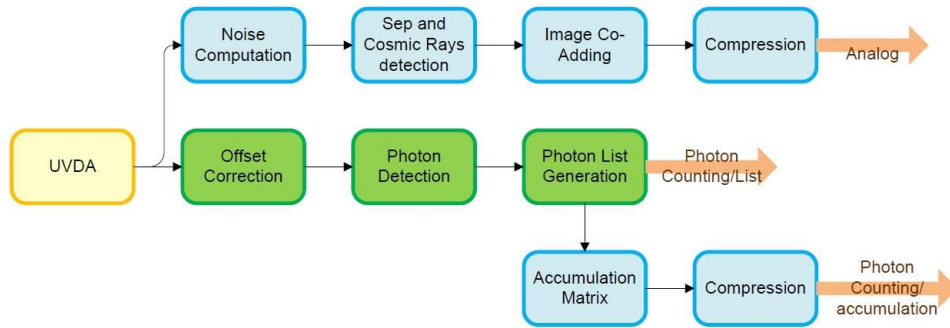 Noise
Computation
Sep and
Cosmic Rays
detection
Image Co-
Adding
Compression
Analog
UVDA
Offset
Correction
Photon
Detection
Photon List
Generation
Photon
Counting/List
Accumulation
Matrix
Compression
Photon
Counting/
accumulation